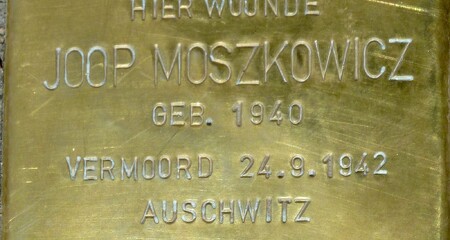 HIER WOONDE
JOOP MOSZKOWICZ
GEB. 1940
VERMOORD 24.9.1942
AUSCHWITZ